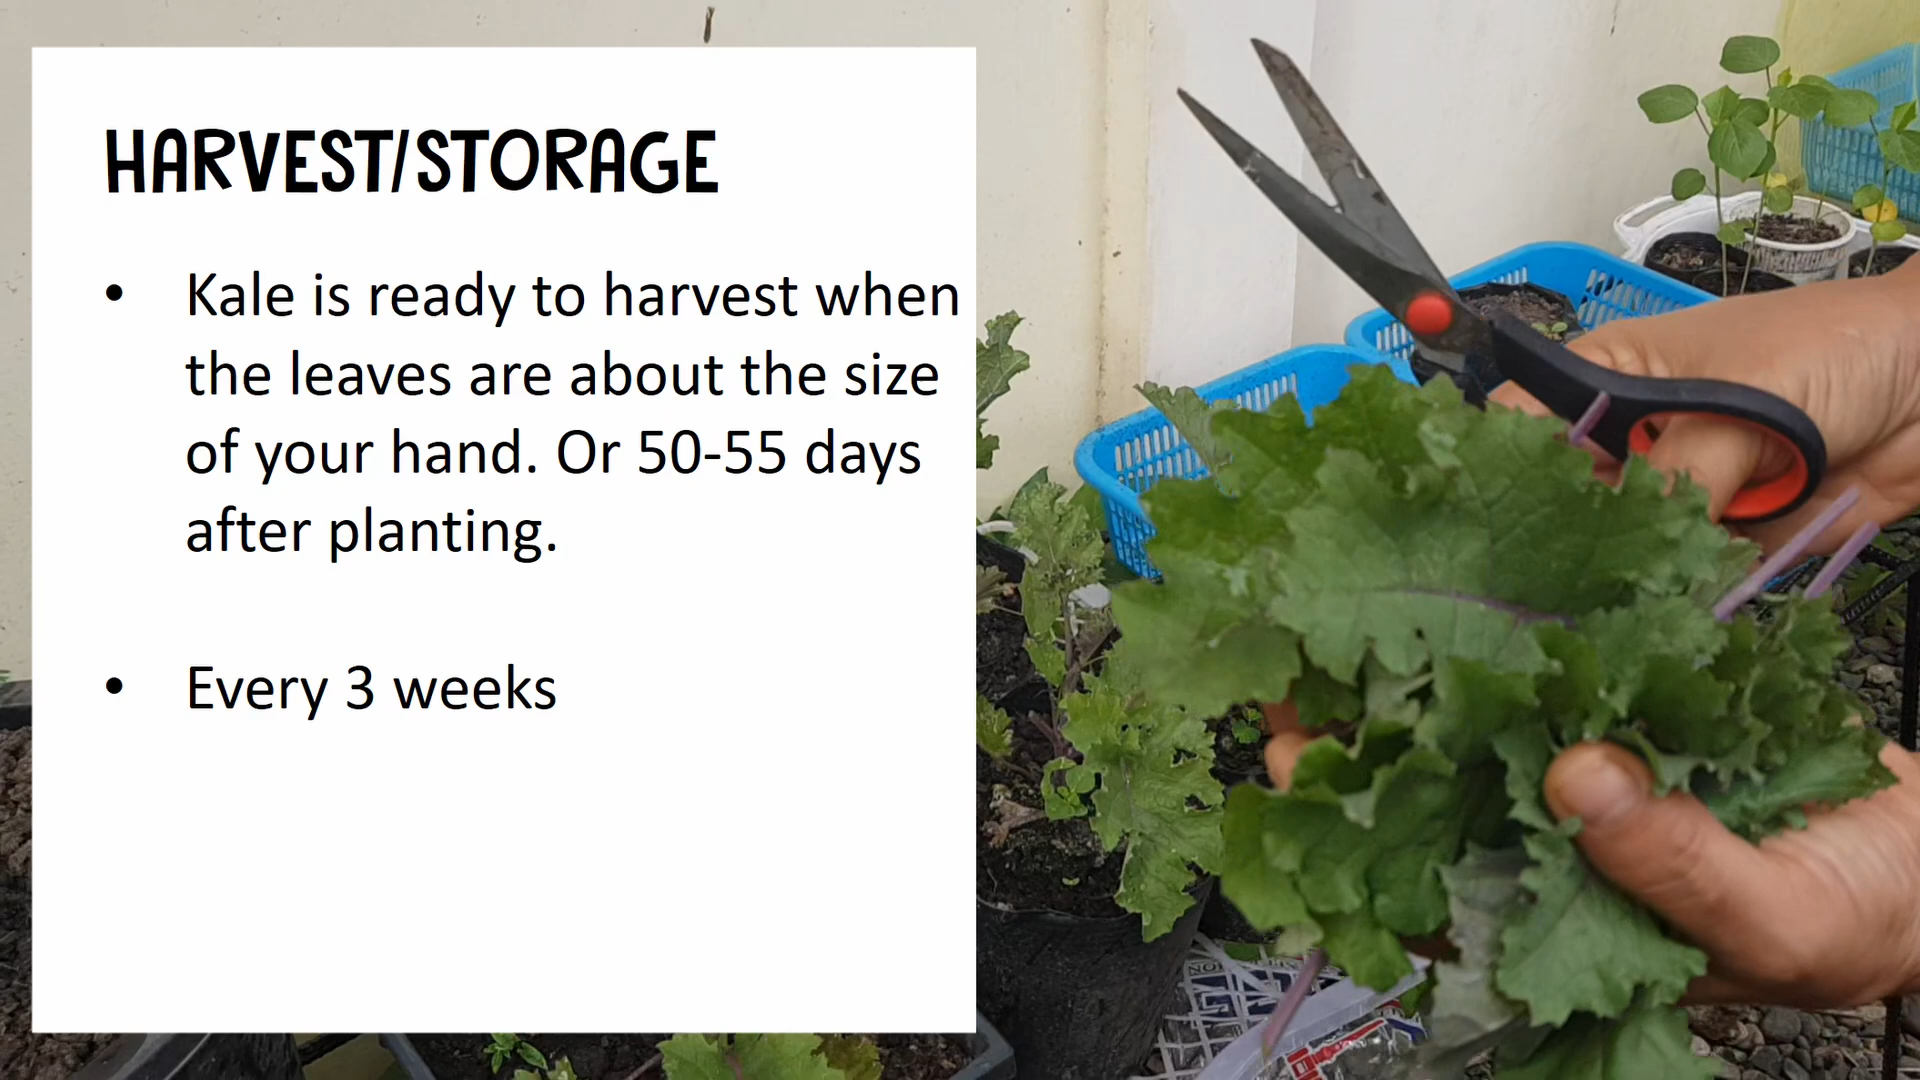 HARVEST/STORAGE
• Kale is ready to harvest when
the leaves are about the size
of your hand. Or 50-55 days
after planting.
• Every 3 weeks